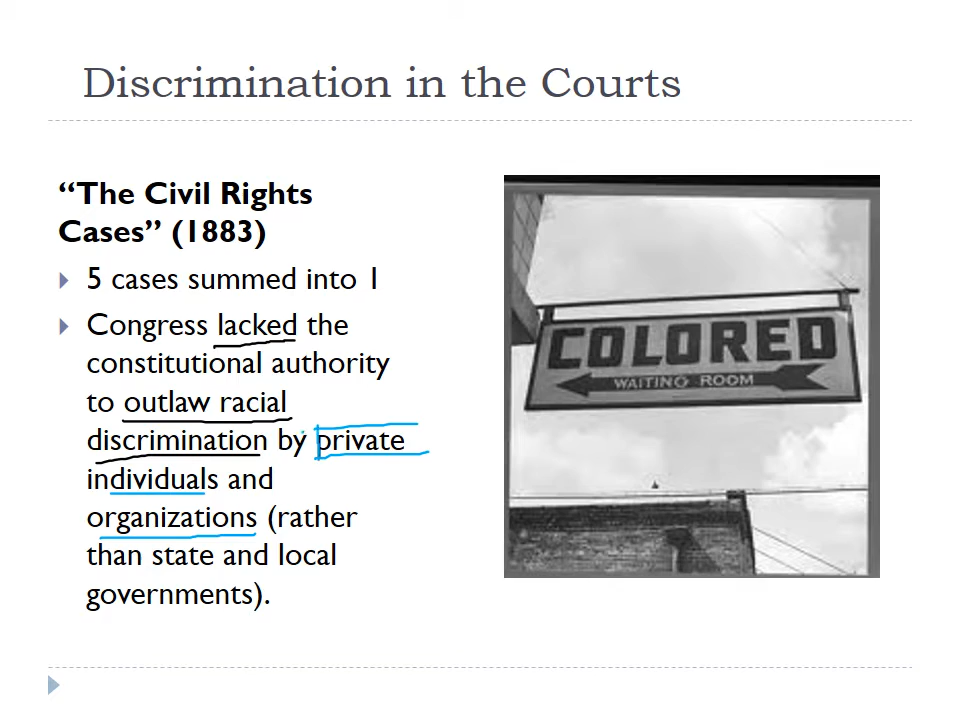 Discrimination in the Courts
“The Civil Rights
Cases” (1883)
5 cases summed into 1
Congress lacked the
constitutional authority
to outlaw racial
discrimination by private
individuals and
organizations (rather
than state and local
governments).
COLORED
WAITING ROOM